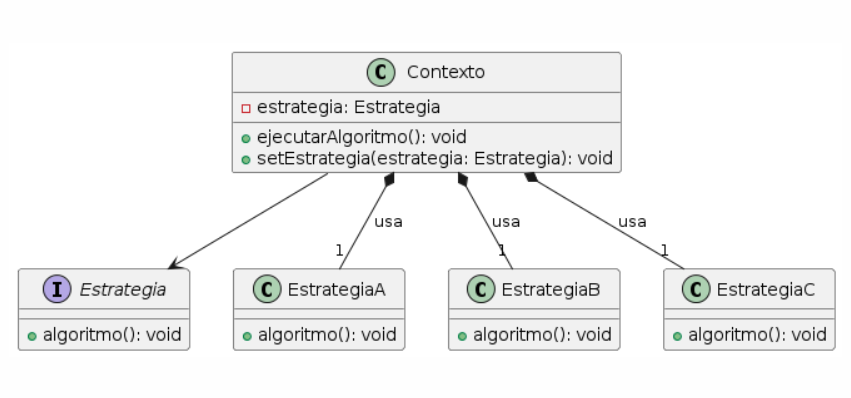 C Contexto
estrategia: Estrategia
ejecutarAlgoritmo(): void
setEstrategia(estrategia: Estrategia): void
usa usa usa
1 1 1
I Estrategia C EstrategiaA C EstrategiaB C EstrategiaC
algoritmo(): void algoritmo(): void algoritmo(): void algoritmo(): void